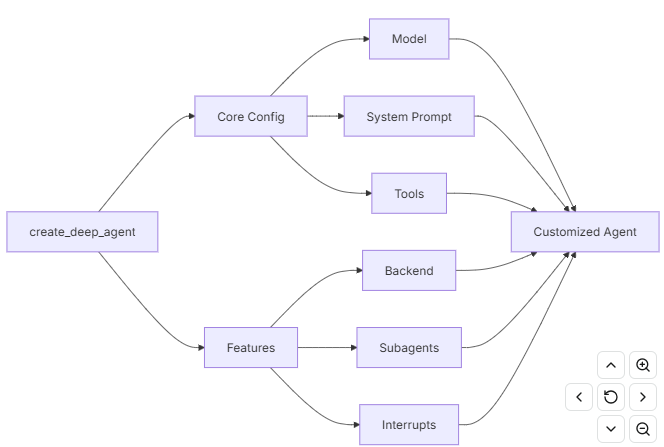 Model
Core Config
System Prompt
Tools
create_deep_agent
Customized Agent
Backend
Features
Subagents
Interrupts